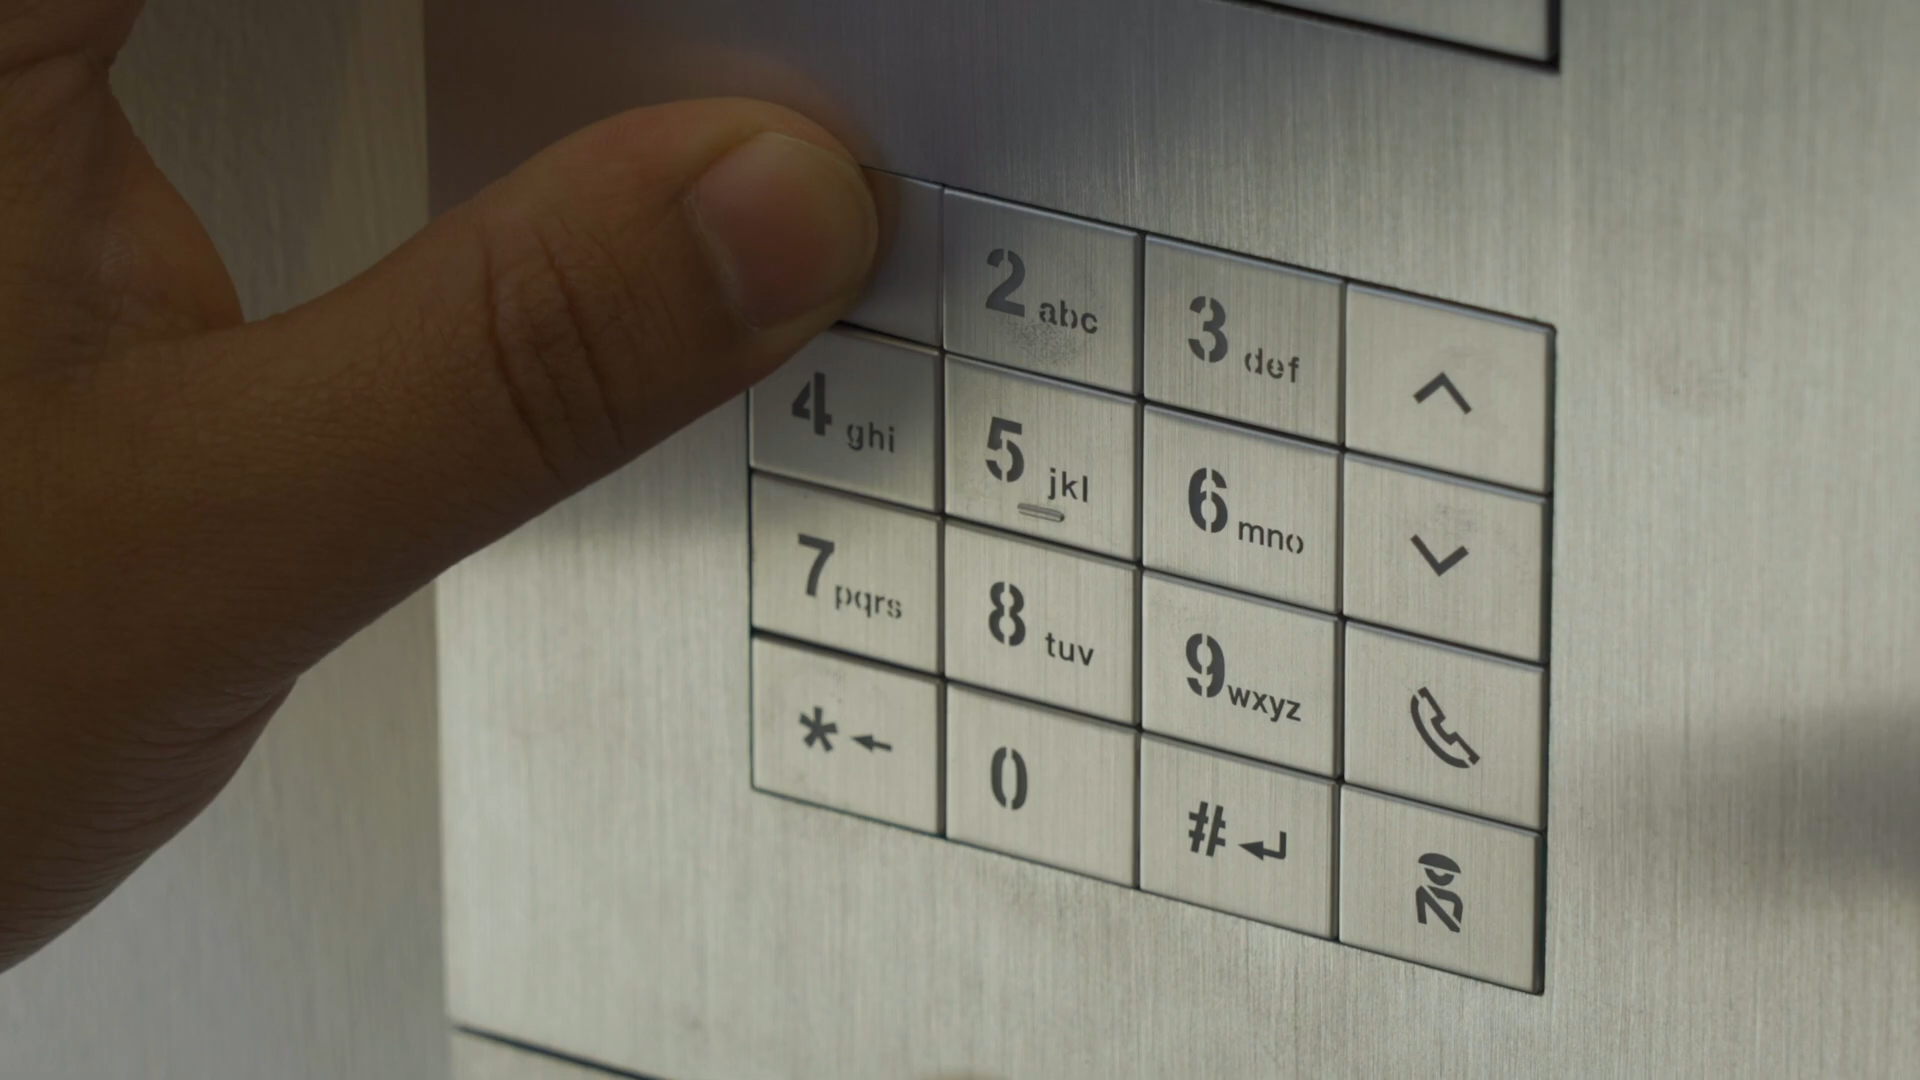 2 abc 3 def
4 ghi 5 jkl 6 mno
7 pqrs 8 tuv 9 wxyz
* ← 0 # ↵